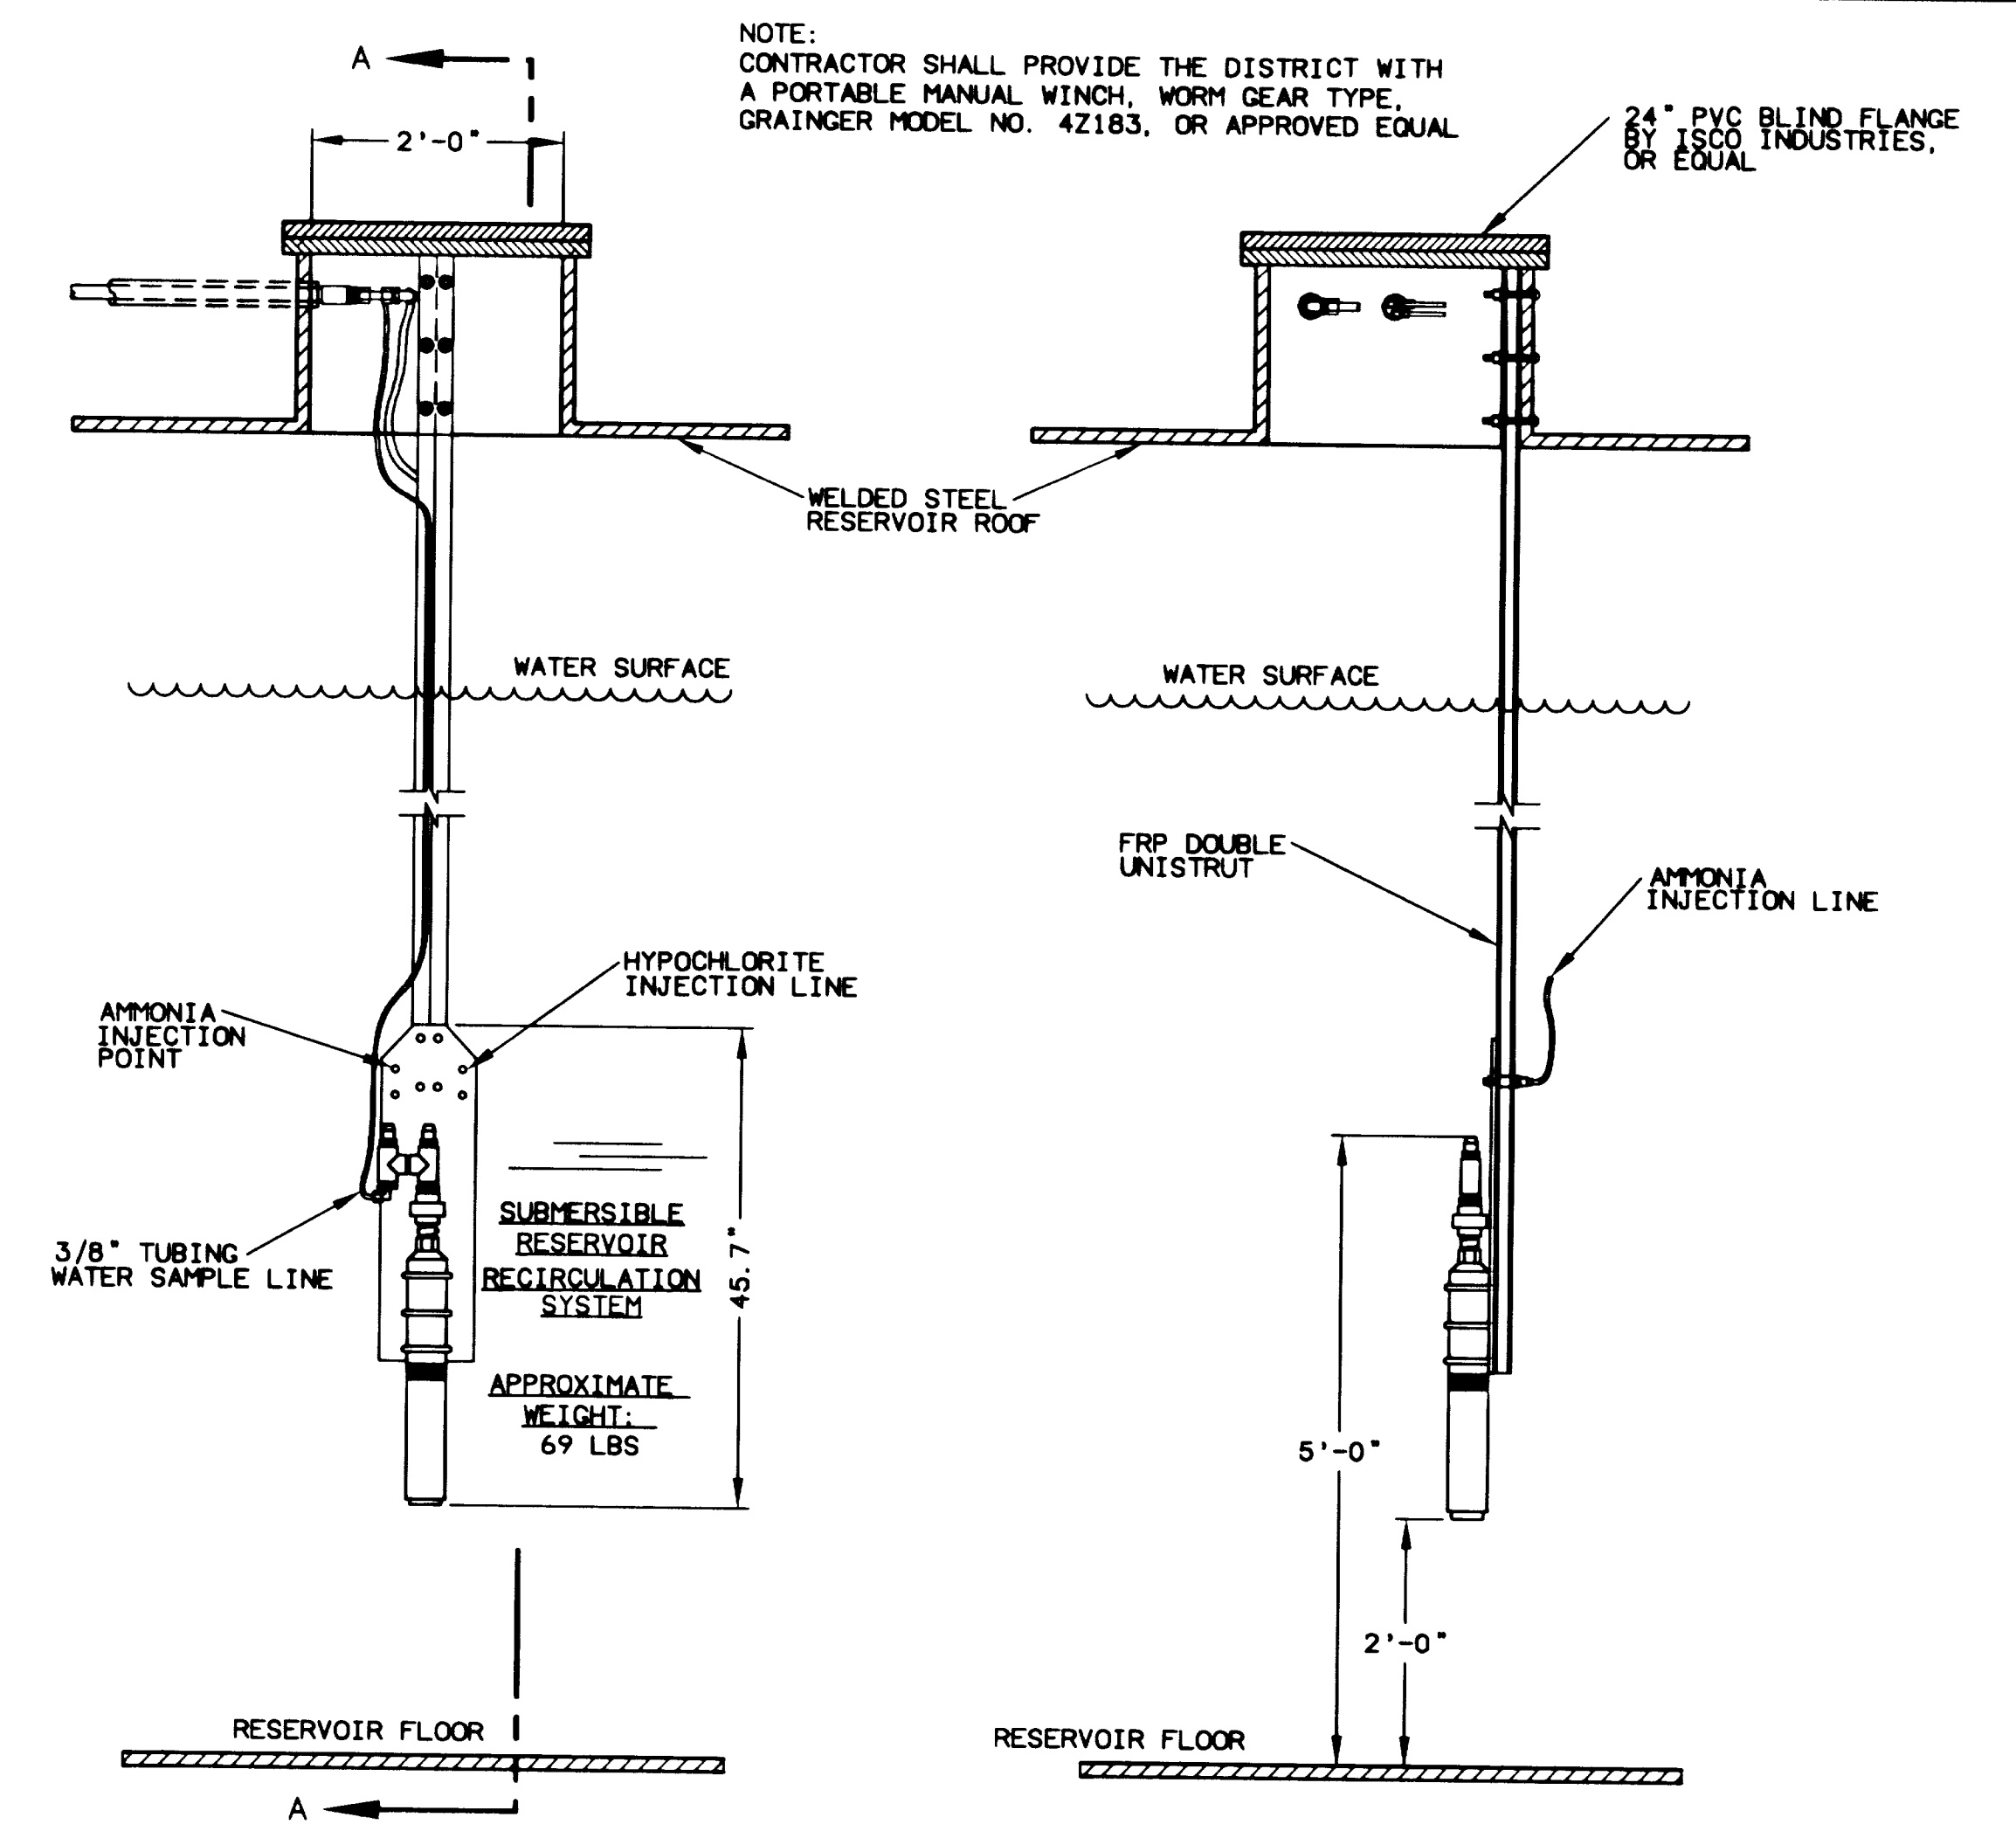 A
NOTE:
CONTRACTOR SHALL PROVIDE THE DISTRICT WITH
A PORTABLE MANUAL WINCH, WORM GEAR TYPE,
GRAINGER MODEL NO. 4Z183, OR APPROVED EQUAL
2'-0"
24" PVC BLIND FLANGE
BY ISCO INDUSTRIES,
OR EQUAL
WELDED STEEL
RESERVOIR ROOF
WATER SURFACE
WATER SURFACE
FRP DOUBLE
UNISTRUT
AMMONIA
INJECTION LINE
HYPOCHLORITE
INJECTION LINE
AMMONIA
INJECTION
POINT
3/8" TUBING
WATER SAMPLE LINE
SUBMERSIBLE
RESERVOIR
RECIRCULATION
SYSTEM
APPROXIMATE
WEIGHT:
69 LBS
45.7"
5'-0"
2'-0"
RESERVOIR FLOOR
RESERVOIR FLOOR
A